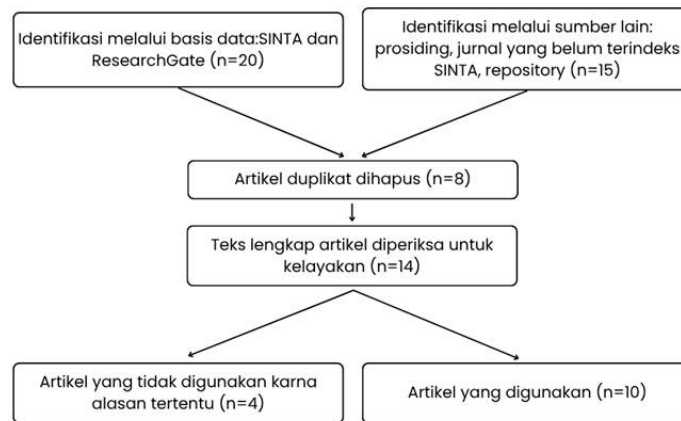 Identifikasi melalui basis data:SINTA dan
ResearchGate (n=20)
Identifikasi melalui sumber lain:
prosiding, jurnal yang belum terindeks
SINTA, repository (n=15)
Artikel duplikat dihapus (n=8)
Teks lengkap artikel diperiksa untuk
kelayakan (n=14)
Artikel yang tidak digunakan karna
alasan tertentu (n=4)
Artikel yang digunakan (n=10)